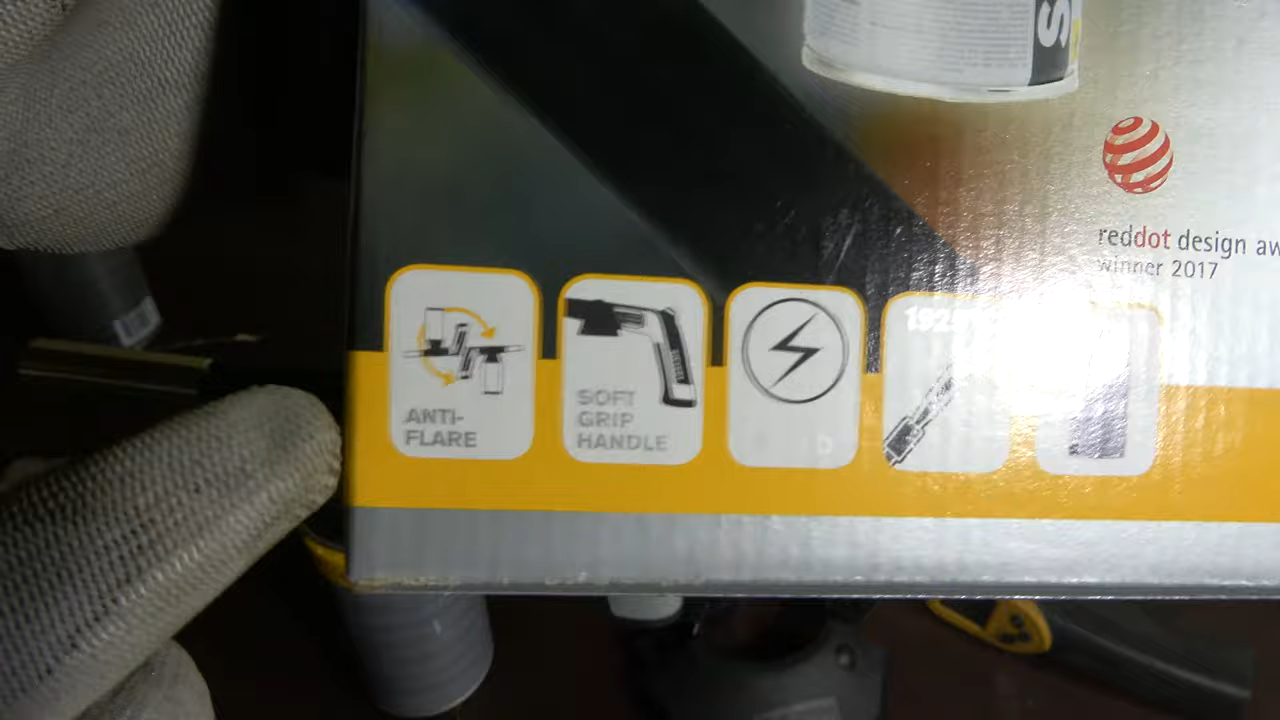 S
reddot design aw
winner 2017
ANTI-
FLARE
SOFT
GRIP
HANDLE